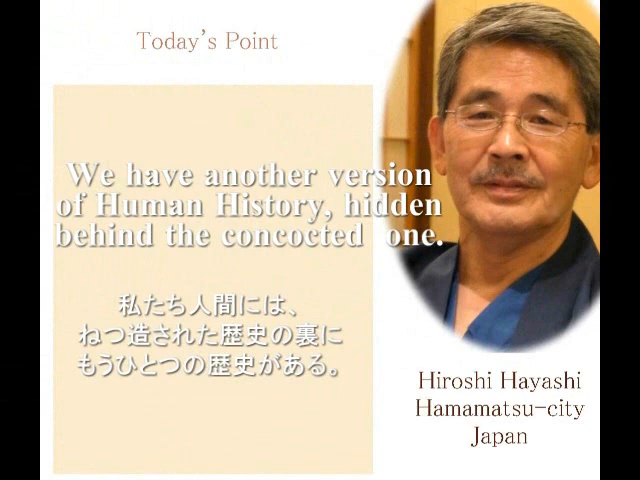 Today's Point
We have another version
of Human History, hidden
behind the concocted one.
私たち人間には、
ねつ造された歴史の裏に
もうひとつの歴史がある。
Hiroshi Hayashi
Hamamatsu-city
Japan